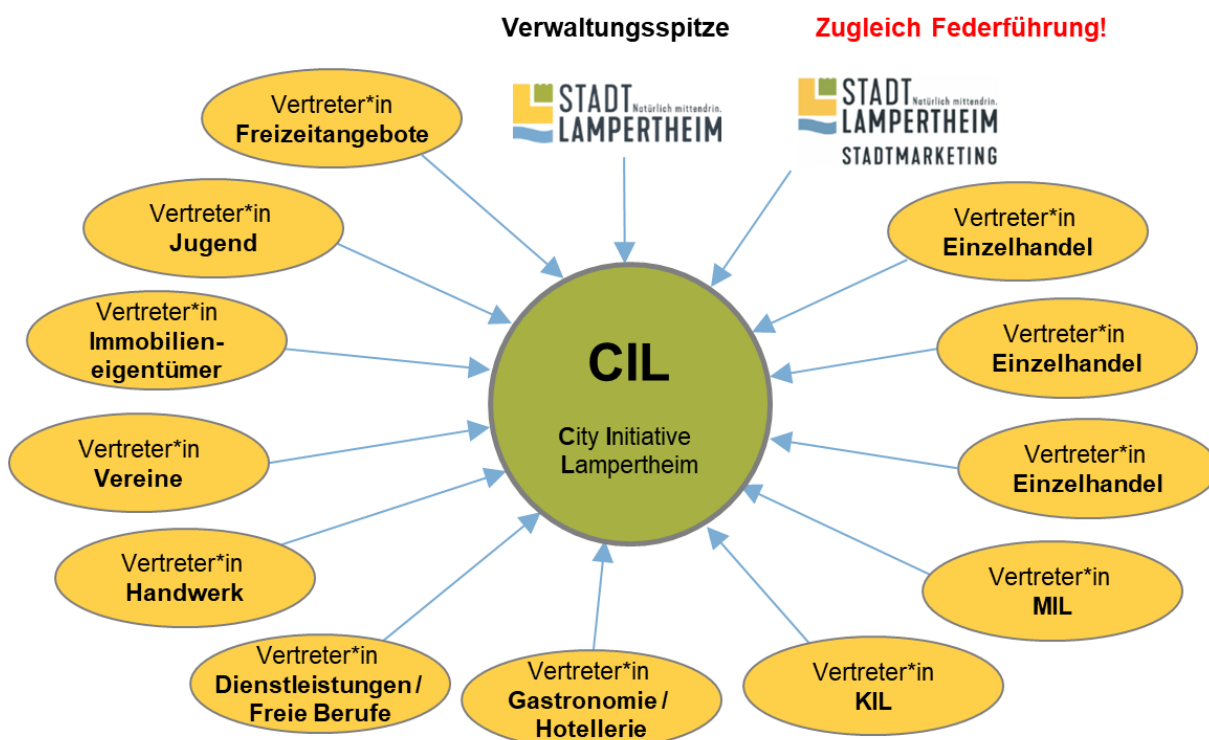 Verwaltungsspitze
Zugleich Federführung!
STADT
Natürlich mittendrin.
LAMPERTHEIM
STADT
Natürlich mittendrin.
LAMPERTHEIM
STADTMARKETING
Vertreter*in
Freizeitangebote
Vertreter*in
Jugend
Vertreter*in
Immobilien-
eigentümer
Vertreter*in
Vereine
Vertreter*in
Handwerk
Vertreter*in
Dienstleistungen /
Freie Berufe
Vertreter*in
Gastronomie /
Hotellerie
Vertreter*in
KIL
Vertreter*in
MIL
Vertreter*in
Einzelhandel
Vertreter*in
Einzelhandel
Vertreter*in
Einzelhandel
CIL
City Initiative
Lampertheim